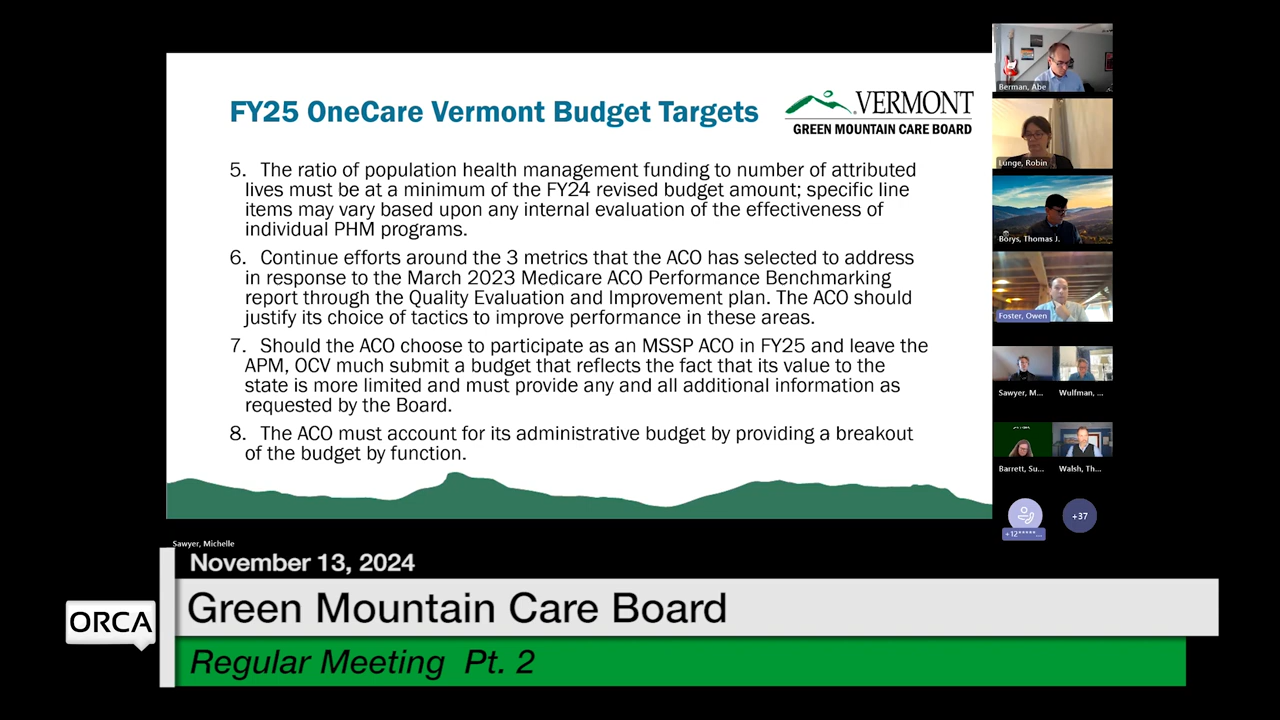 FY25 OneCare Vermont Budget Targets
VERMONT
GREEN MOUNTAIN CARE BOARD
5. The ratio of population health management funding to number of attributed
lives must be at a minimum of the FY24 revised budget amount; specific line
items may vary based upon any internal evaluation of the effectiveness of
individual PHM programs.
6. Continue efforts around the 3 metrics that the ACO has selected to address
in response to the March 2023 Medicare ACO Performance Benchmarking
report through the Quality Evaluation and Improvement plan. The ACO should
justify its choice of tactics to improve performance in these areas.
7. Should the ACO choose to participate as an MSSP ACO in FY25 and leave the
APM, OCV much submit a budget that reflects the fact that its value to the
state is more limited and must provide any and all additional information as
requested by the Board.
8. The ACO must account for its administrative budget by providing a breakout
of the budget by function.
Berman, Abe
Lunge, Robin
Borys, Thomas J.
Foster, Owen
Sawyer, M... Wulfman, ...
Barrett, Su... Walsh, Th...
+12*****... +37
Sawyer, Michelle
November 13, 2024
ORCA
Green Mountain Care Board
Regular Meeting Pt. 2